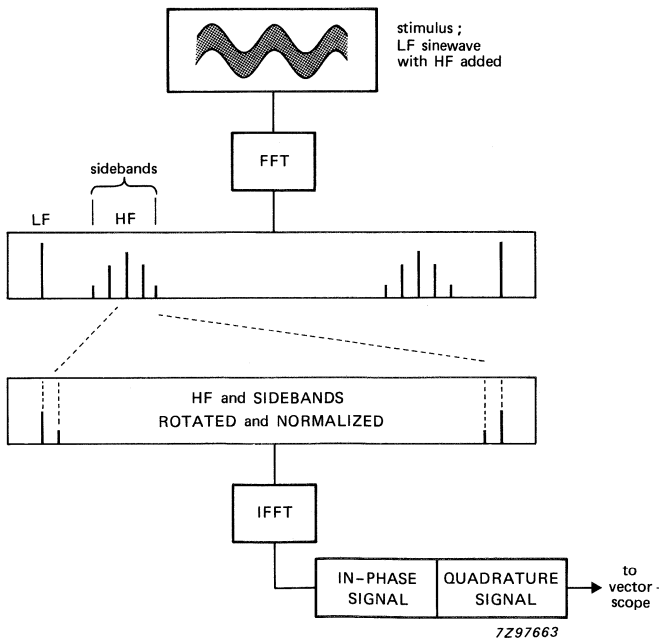 stimulus ;
LF sinewave
with HF added
FFT
sidebands
LF
HF
HF and SIDEBANDS
ROTATED and NORMALIZED
IFFT
IN-PHASE
SIGNAL
QUADRATURE
SIGNAL
to
vector-
scope
7Z97663